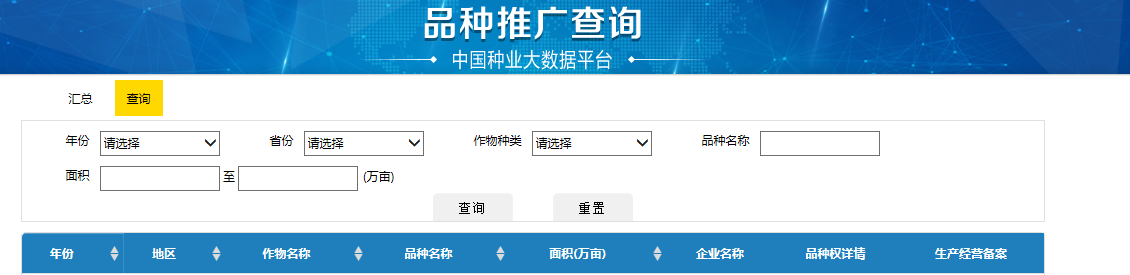 品种推广查询
中国种业大数据平台
汇总 查询
年份 请选择 省份 请选择 作物种类 请选择 品种名称
面积 至 (万亩)
查询 重置
年份 地区 作物名称 品种名称 面积(万亩) 企业名称 品种权详情 生产经营备案